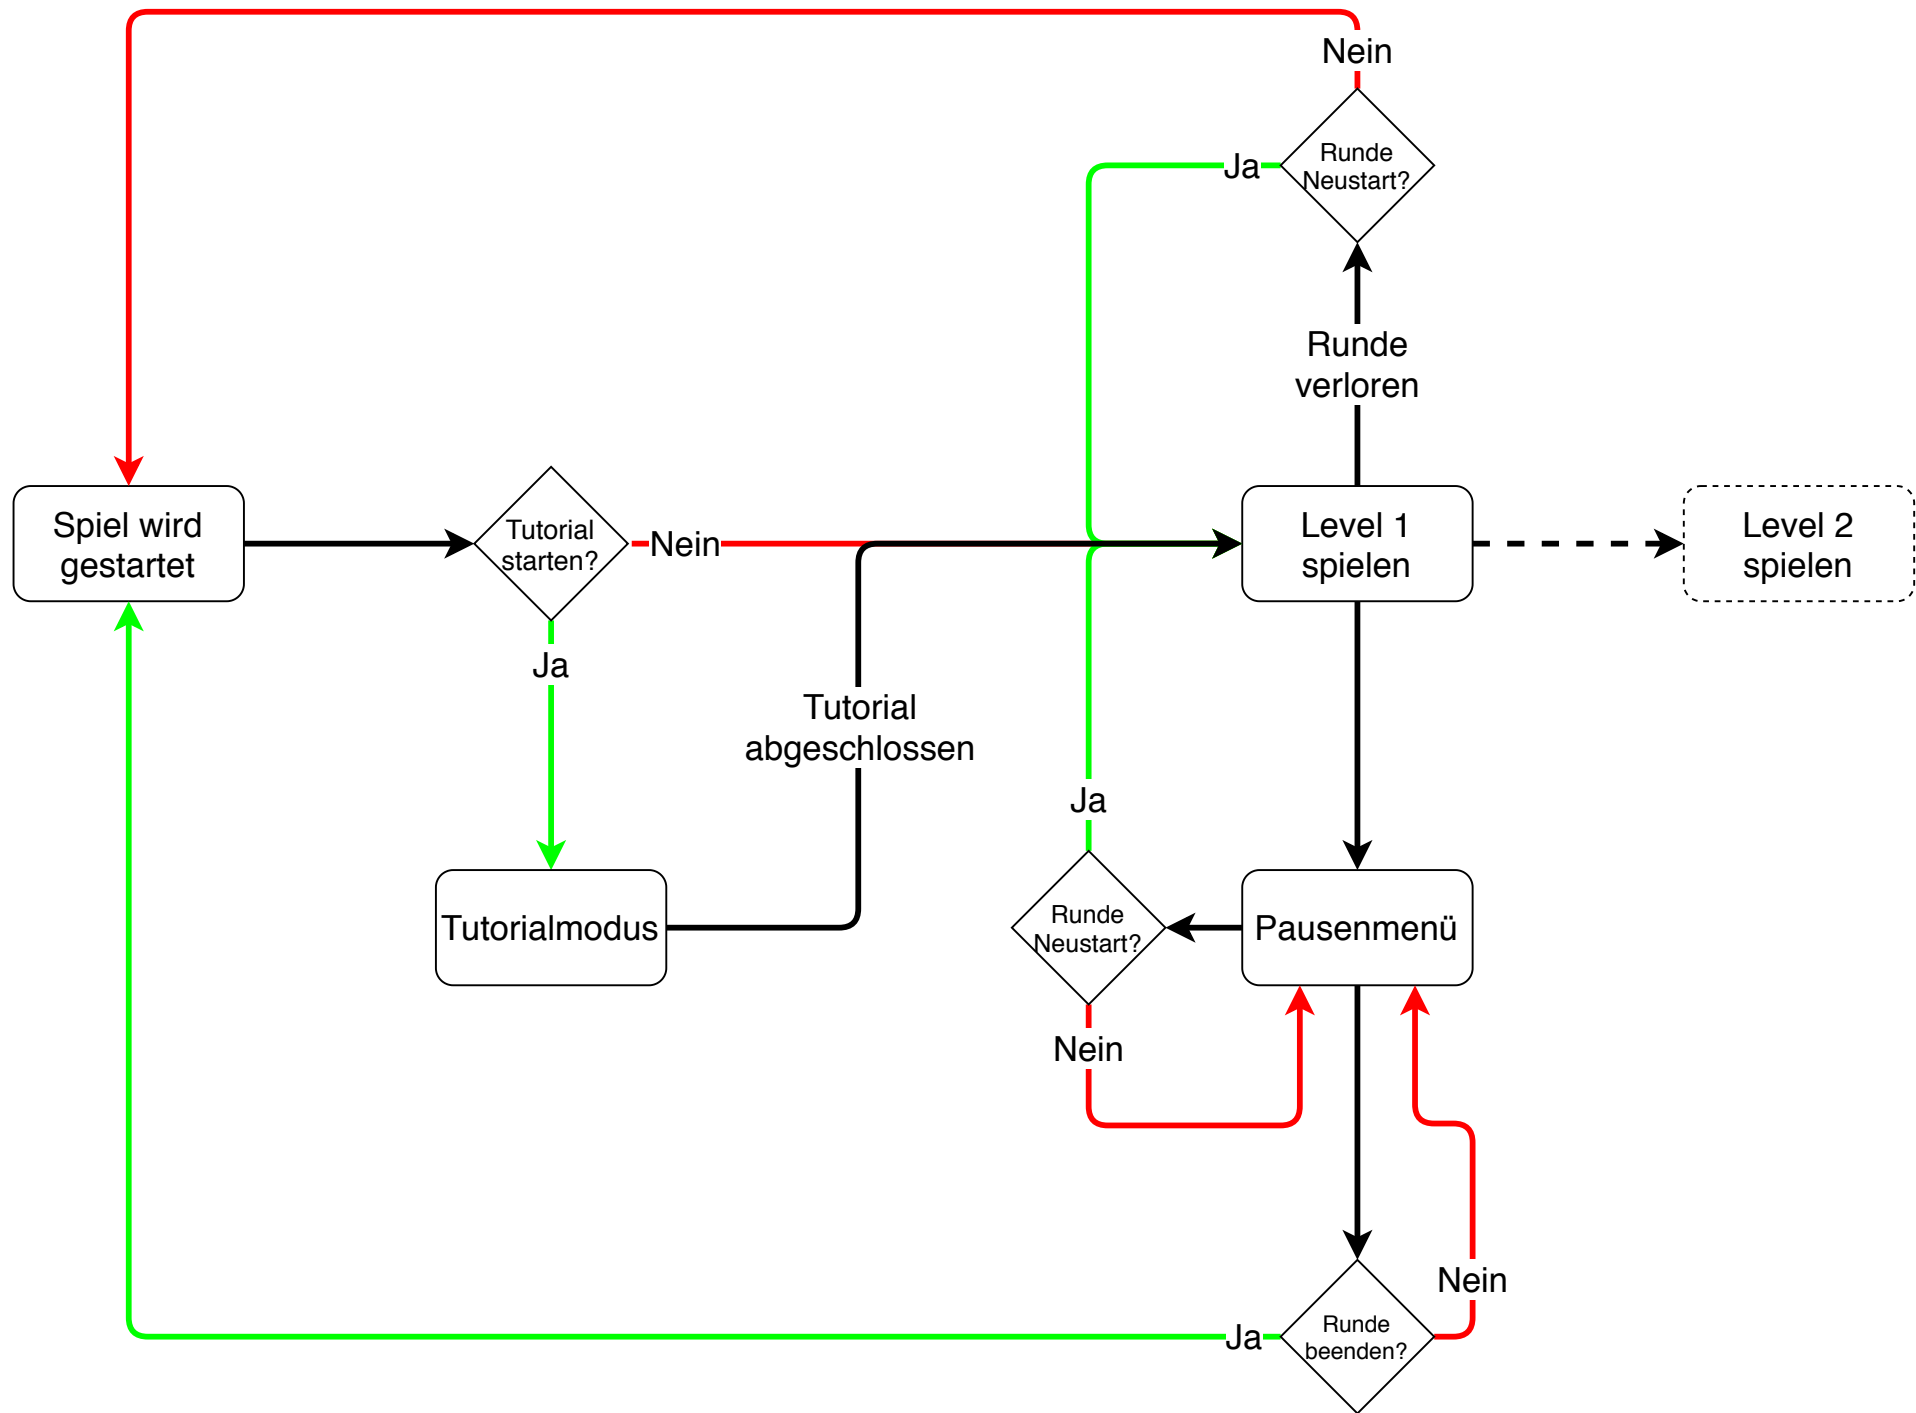 Nein
Runde
Neustart?
Ja
Runde
verloren
Spiel wird
gestartet
Tutorial
starten?
Nein
Level 1
spielen
Level 2
spielen
Ja
Tutorial
abgeschlossen
Ja
Tutorialmodus
Runde
Neustart?
Pausenmenü
Nein
Nein
Ja
Runde
beenden?